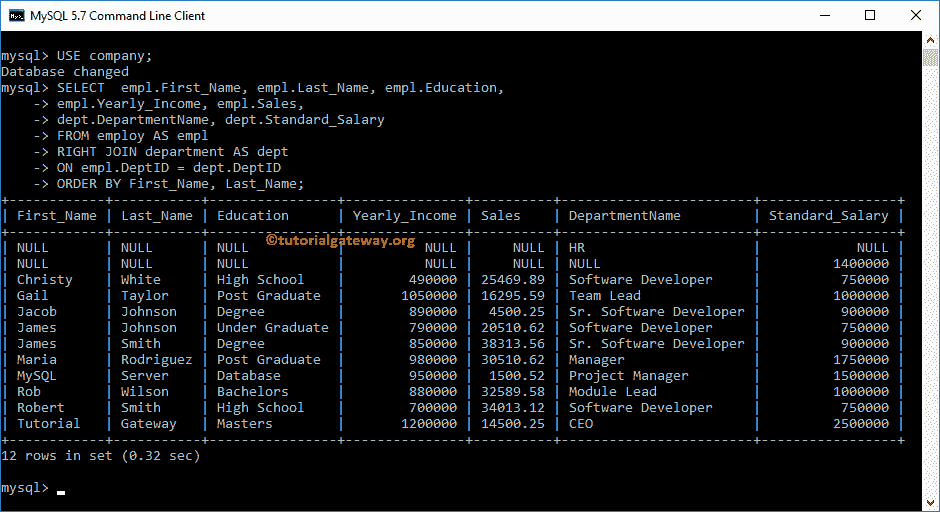 MySQL 5.7 Command Line Client
mysql> USE company;
Database changed
mysql> SELECT  empl.First_Name, empl.Last_Name, empl.Education,
    -> empl.Yearly_Income, empl.Sales,
    -> dept.DepartmentName, dept.Standard_Salary
    -> FROM employ AS empl
    -> RIGHT JOIN department AS dept
    -> ON empl.DeptID = dept.DeptID
    -> ORDER BY First_Name, Last_Name;
+------------+-----------+----------------+---------------+----------+------------------------+-----------------+
| First_Name | Last_Name | Education      | Yearly_Income | Sales    | DepartmentName         | Standard_Salary |
+------------+-----------+----------------+---------------+----------+------------------------+-----------------+
| NULL       | NULL      | NULL           |          NULL |     NULL | HR                     |            NULL |
©tutorialgateway.org
| NULL       | NULL      | NULL           |          NULL |     NULL | NULL                   |         1400000 |
| Christy    | White     | High School    |        490000 | 25469.89 | Software Developer     |          750000 |
| Gail       | Taylor    | Post Graduate  |       1050000 | 16295.59 | Team Lead              |         1000000 |
| Jacob      | Johnson   | Degree         |        890000 |  4500.25 | Sr. Software Developer |          900000 |
| James      | Johnson   | Under Graduate |        790000 | 20510.62 | Software Developer     |          750000 |
| James      | Smith     | Degree         |        850000 | 38313.56 | Sr. Software Developer |          900000 |
| Maria      | Rodriguez | Post Graduate  |        980000 | 30510.62 | Manager                |         1750000 |
| MySQL      | Server    | Database       |        950000 |  1500.52 | Project Manager        |         1500000 |
| Rob        | Wilson    | Bachelors      |        880000 | 32589.58 | Module Lead            |         1000000 |
| Robert     | Smith     | High School    |        700000 | 34013.12 | Software Developer     |          750000 |
| Tutorial   | Gateway   | Masters        |       1200000 | 14500.25 | CEO                    |         2500000 |
+------------+-----------+----------------+---------------+----------+------------------------+-----------------+
12 rows in set (0.32 sec)
mysql>